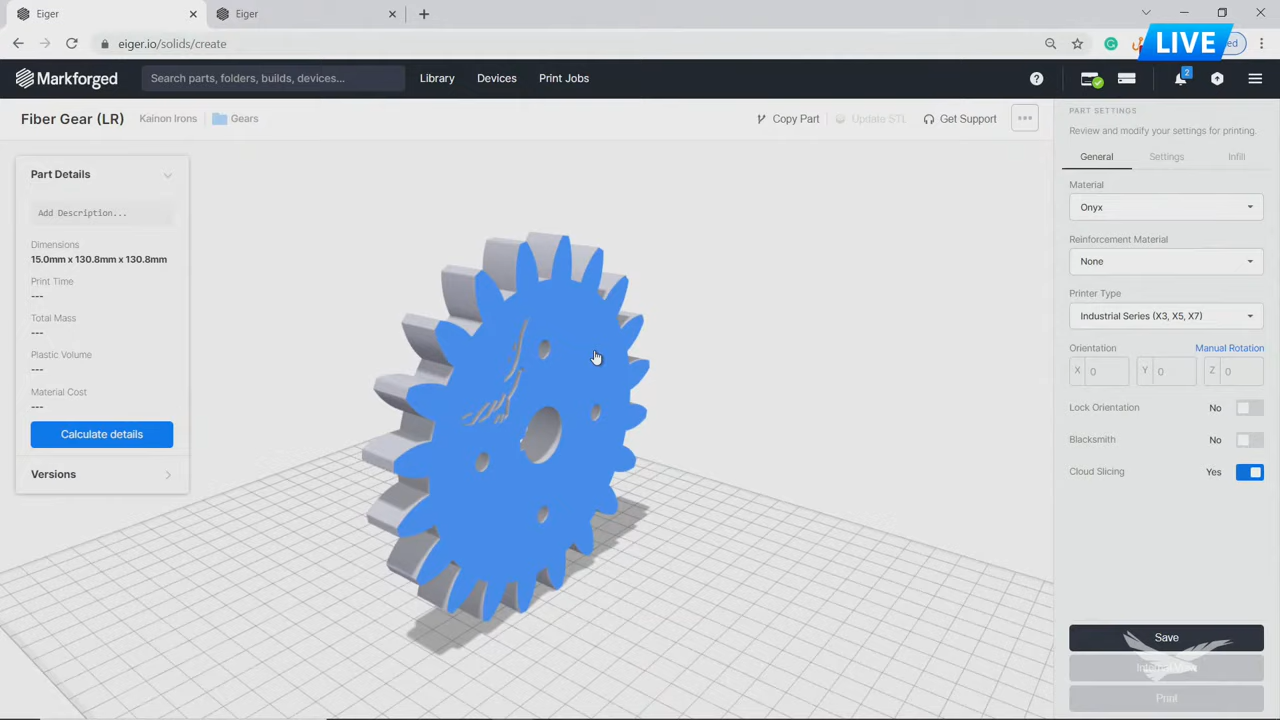 Eiger
Eiger
eiger.io/solids/create
LIVE
Markforged
Search parts, folders, builds, devices...
Library
Devices
Print Jobs
2
Fiber Gear (LR)
Kainon Irons
Gears
Copy Part
Update STL
Get Support
Part Details
Add Description...
Dimensions
15.0mm x 130.8mm x 130.8mm
Print Time
---
Total Mass
---
Plastic Volume
---
Material Cost
---
Calculate details
Versions
PART SETTINGS
Review and modify your settings for printing.
General
Settings
Infill
Material
Onyx
Reinforcement Material
None
Printer Type
Industrial Series (X3, X5, X7)
Orientation
Manual Rotation
X 0
Y 0
Z 0
Lock Orientation No
Blacksmith No
Cloud Slicing Yes
Save
Print